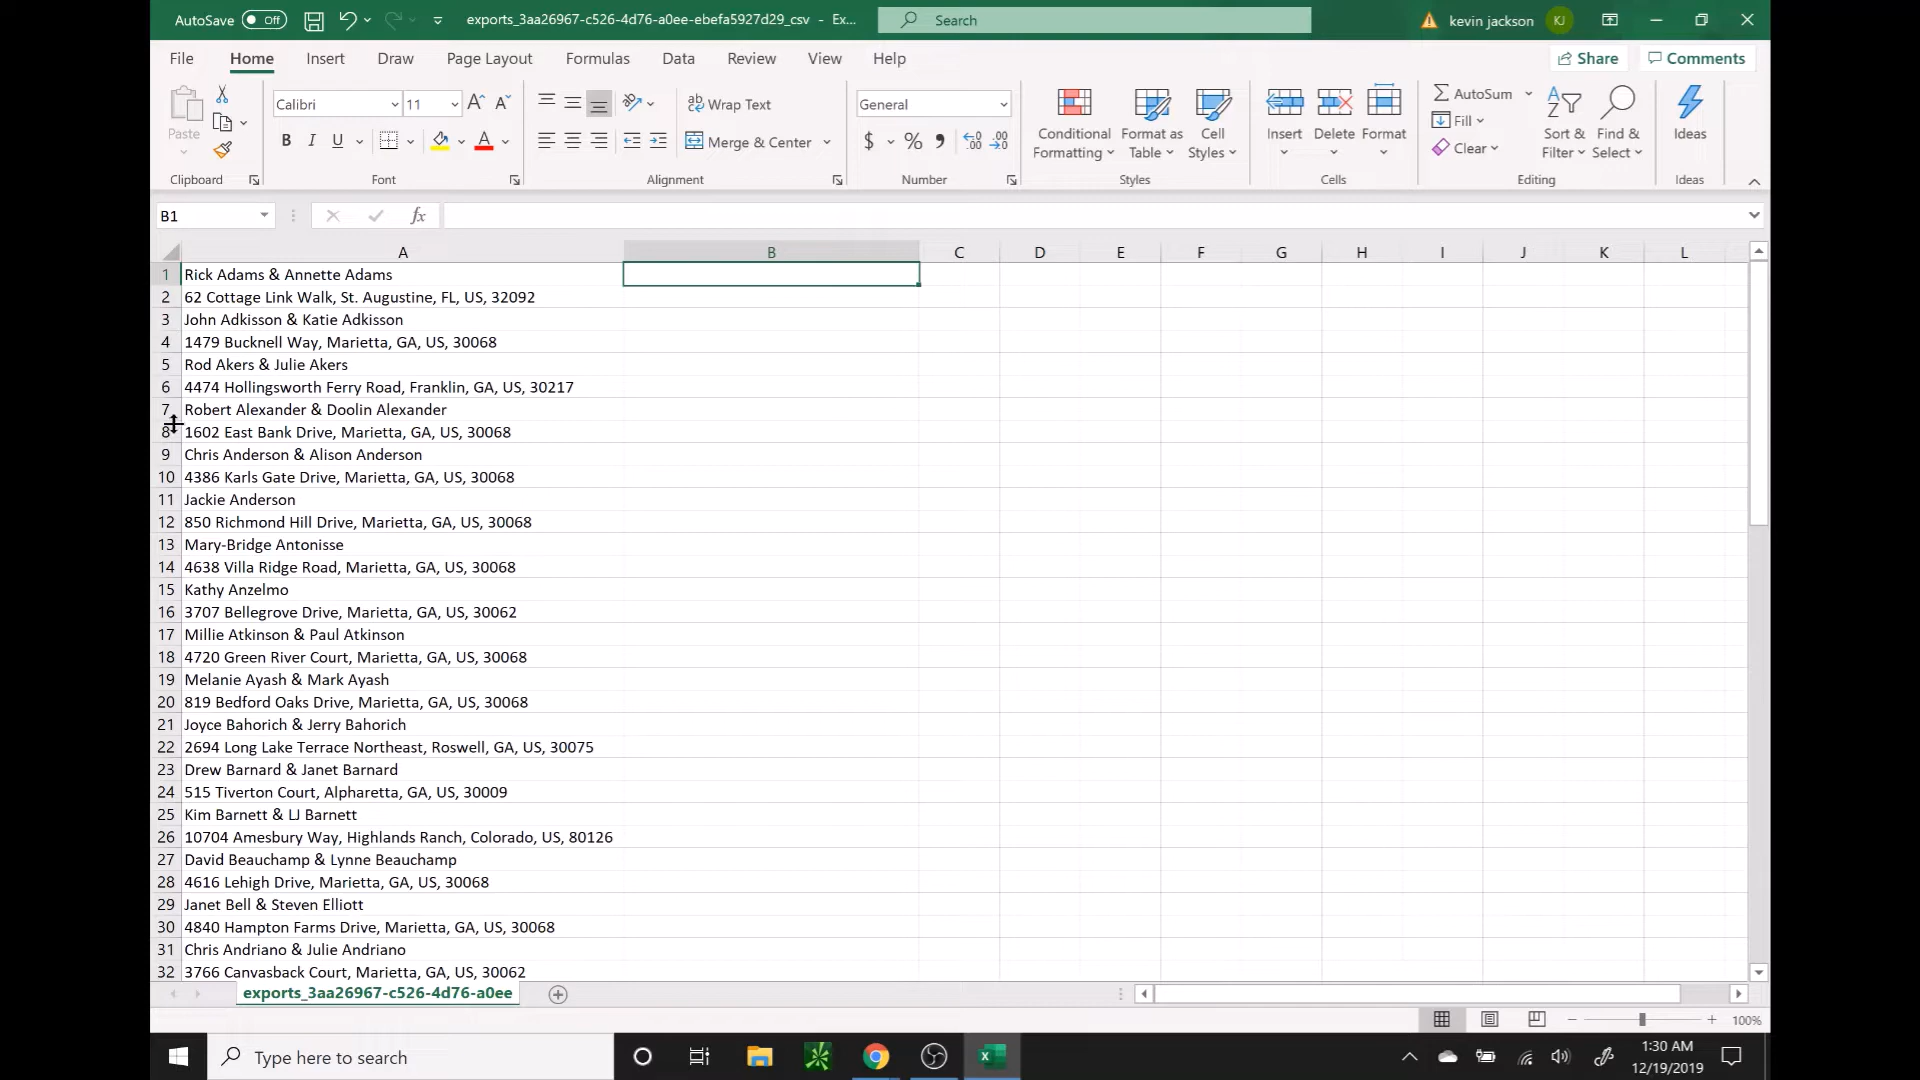 AutoSave Off exports_3aa26967-c526-4d76-a0ee-ebefa5927d29_csv - Ex... Search kevin jackson KJ
File Home Insert Draw Page Layout Formulas Data Review View Help Share Comments
Paste Calibri 11 A A Wrap Text General Conditional Formatting Format as Table Cell Styles Insert Delete Format AutoSum Fill Clear Sort & Filter Find & Select Ideas
B I U A Merge & Center $ % , .00
Clipboard Font Alignment Number Styles Cells Editing Ideas
B1 fx
A B C D E F G H I J K L
1 Rick Adams & Annette Adams
2 62 Cottage Link Walk, St. Augustine, FL, US, 32092
3 John Adkisson & Katie Adkisson
4 1479 Bucknell Way, Marietta, GA, US, 30068
5 Rod Akers & Julie Akers
6 4474 Hollingsworth Ferry Road, Franklin, GA, US, 30217
7 Robert Alexander & Doolin Alexander
8 1602 East Bank Drive, Marietta, GA, US, 30068
9 Chris Anderson & Alison Anderson
10 4386 Karls Gate Drive, Marietta, GA, US, 30068
11 Jackie Anderson
12 850 Richmond Hill Drive, Marietta, GA, US, 30068
13 Mary-Bridge Antonisse
14 4638 Villa Ridge Road, Marietta, GA, US, 30068
15 Kathy Anzelmo
16 3707 Bellegrove Drive, Marietta, GA, US, 30062
17 Millie Atkinson & Paul Atkinson
18 4720 Green River Court, Marietta, GA, US, 30068
19 Melanie Ayash & Mark Ayash
20 819 Bedford Oaks Drive, Marietta, GA, US, 30068
21 Joyce Bahorich & Jerry Bahorich
22 2694 Long Lake Terrace Northeast, Roswell, GA, US, 30075
23 Drew Barnard & Janet Barnard
24 515 Tiverton Court, Alpharetta, GA, US, 30009
25 Kim Barnett & LJ Barnett
26 10704 Amesbury Way, Highlands Ranch, Colorado, US, 80126
27 David Beauchamp & Lynne Beauchamp
28 4616 Lehigh Drive, Marietta, GA, US, 30068
29 Janet Bell & Steven Elliott
30 4840 Hampton Farms Drive, Marietta, GA, US, 30068
31 Chris Andriano & Julie Andriano
32 3766 Canvasback Court, Marietta, GA, US, 30062
exports_3aa26967-c526-4d76-a0ee
100%
Type here to search
1:30 AM
12/19/2019